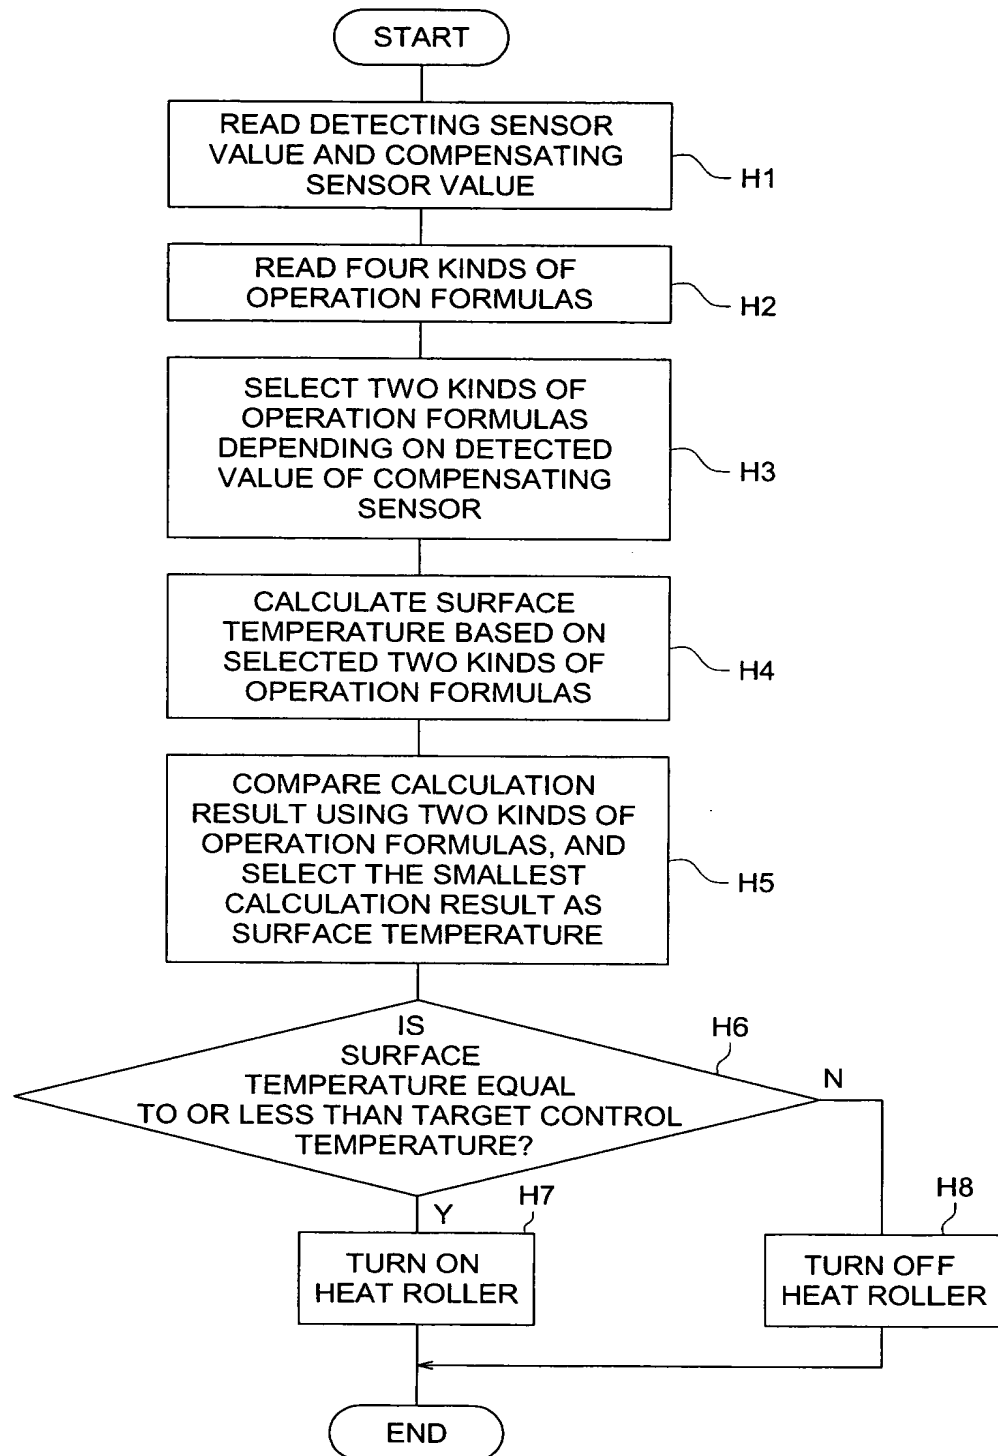 START
READ DETECTING SENSOR
VALUE AND COMPENSATING
SENSOR VALUE
H1
READ FOUR KINDS OF
OPERATION FORMULAS
H2
SELECT TWO KINDS OF
OPERATION FORMULAS
DEPENDING ON DETECTED
VALUE OF COMPENSATING
SENSOR
H3
CALCULATE SURFACE
TEMPERATURE BASED ON
SELECTED TWO KINDS OF
OPERATION FORMULAS
H4
COMPARE CALCULATION
RESULT USING TWO KINDS OF
OPERATION FORMULAS, AND
SELECT THE SMALLEST
CALCULATION RESULT AS
SURFACE TEMPERATURE
H5
IS
SURFACE
TEMPERATURE EQUAL
TO OR LESS THAN TARGET CONTROL
TEMPERATURE?
H6
N
Y
H7
TURN ON
HEAT ROLLER
H8
TURN OFF
HEAT ROLLER
END